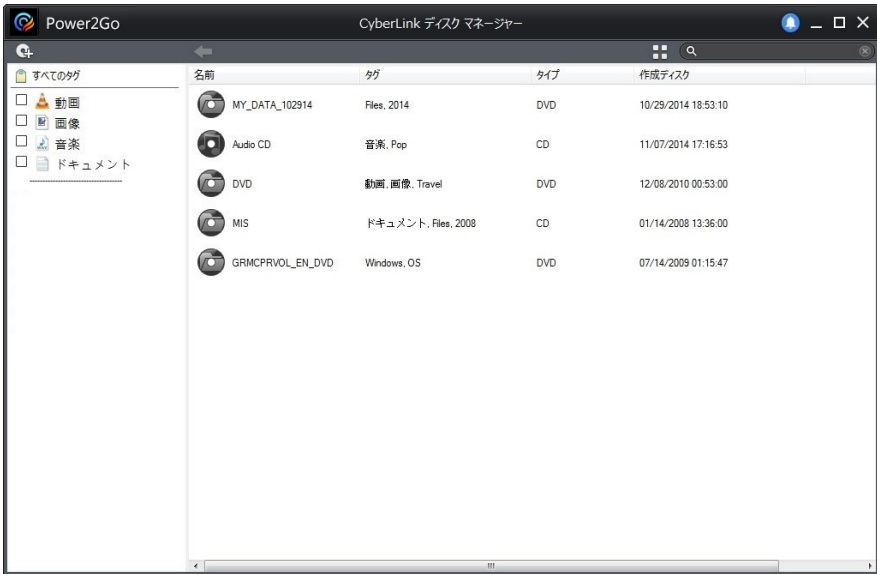 Power2Go
CyberLink ディスク マネージャー
すべてのタグ
動画
画像
音楽
ドキュメント
名前 タグ タイプ 作成ディスク
MY_DATA_102914 Files, 2014 DVD 10/29/2014 18:53:10
Audio CD 音楽, Pop CD 11/07/2014 17:16:53
DVD 動画, 画像, Travel DVD 12/08/2010 00:53:00
MIS ドキュメント, Files, 2008 CD 01/14/2008 13:36:00
GRMCPRVOL_EN_DVD Windows, OS DVD 07/14/2009 01:15:47